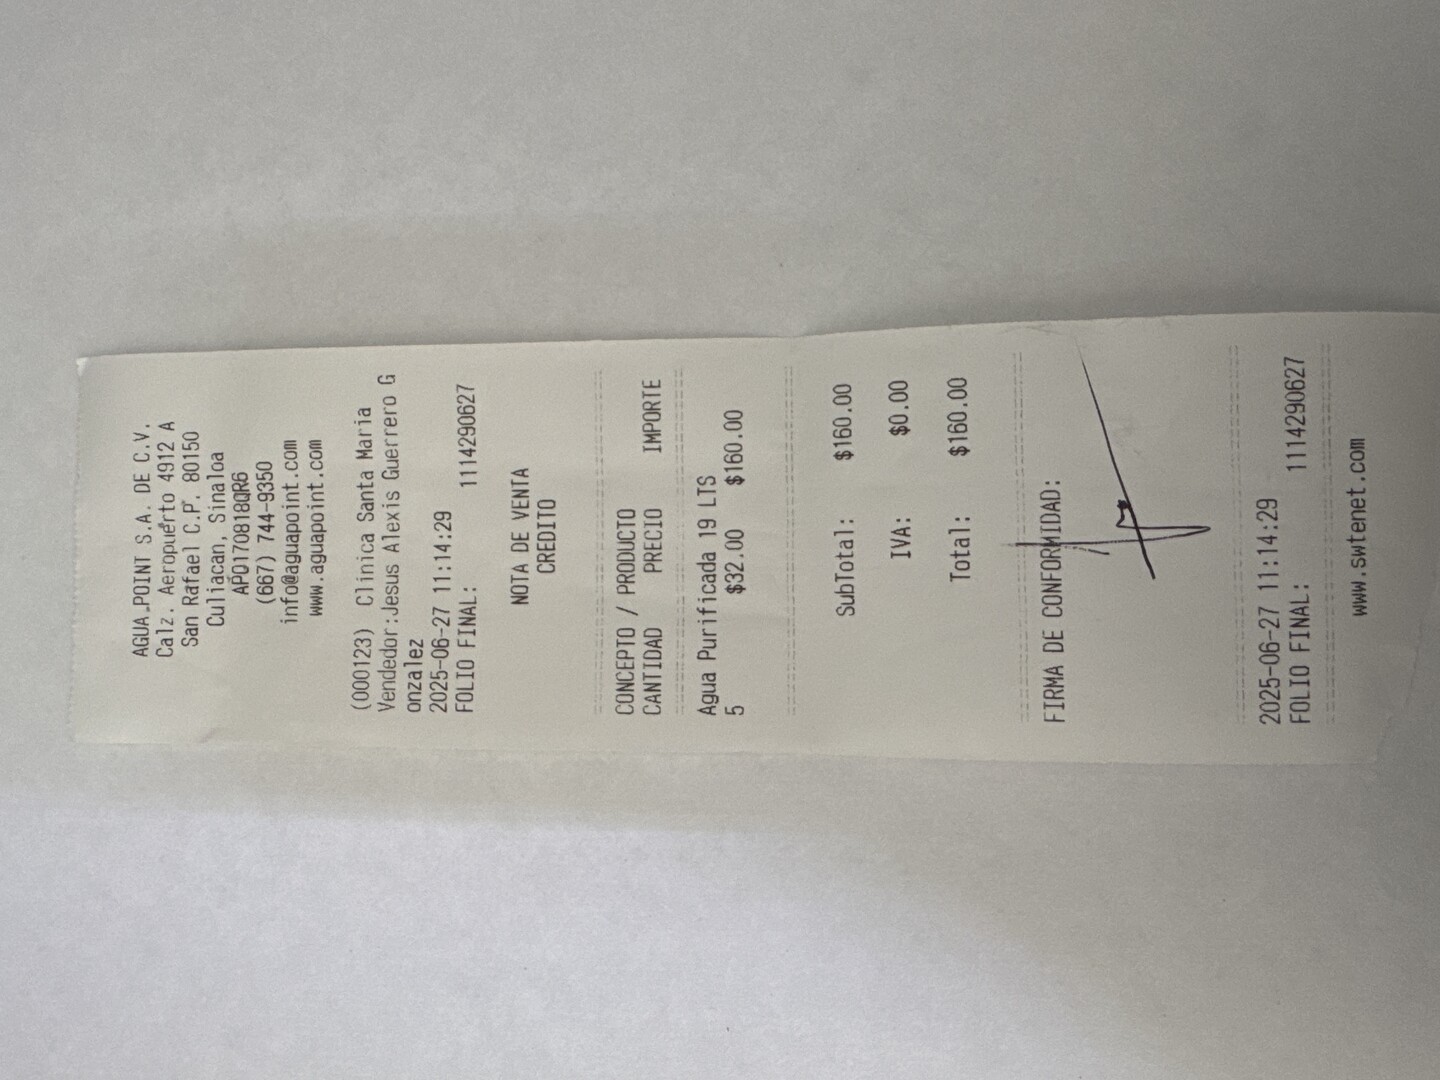 AGUA POINT S.A. DE C.V.
Calz. Aeropuerto 4912 A
San Rafael C.P. 80150
Culiacan, Sinaloa
APO170818QR6
(667) 744-9350
info@aguapoint.com
www.aguapoint.com
(000123) Clinica Santa Maria
Vendedor:Jesus Alexis Guerrero G
onzalez
2025-06-27 11:14:29
FOLIO FINAL: 1114290627
NOTA DE VENTA
CREDITO
CONCEPTO / PRODUCTO
CANTIDAD PRECIO IMPORTE
Agua Purificada 19 LTS
5 $32.00 $160.00
SubTotal: $160.00
IVA: $0.00
Total: $160.00
FIRMA DE CONFORMIDAD:
2025-06-27 11:14:29
FOLIO FINAL: 1114290627
www.swtenet.com